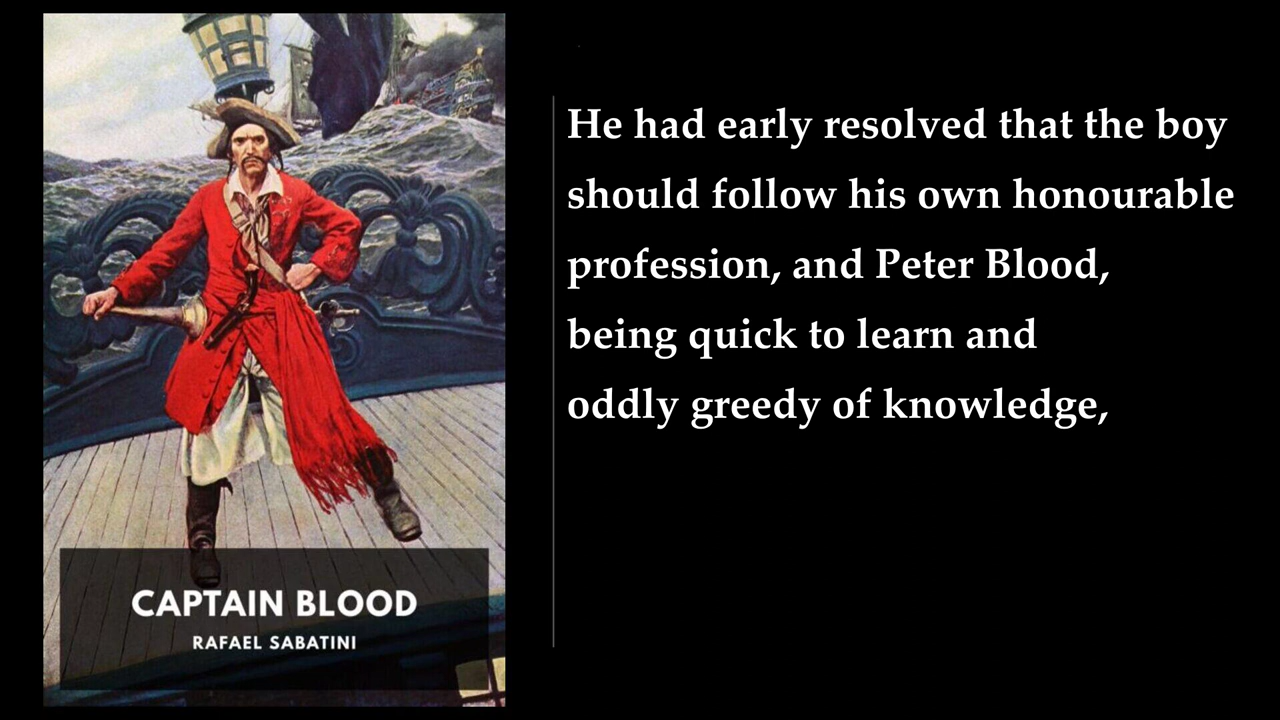 CAPTAIN BLOOD
RAFAEL SABATINI
He had early resolved that the boy
should follow his own honourable
profession, and Peter Blood,
being quick to learn and
oddly greedy of knowledge,